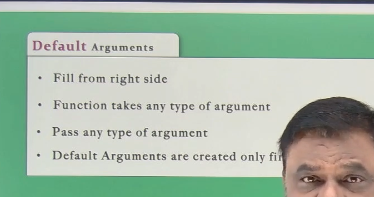 Default Arguments
• Fill from right side
• Function takes any type of argument
• Pass any type of argument
• Default Arguments are created only